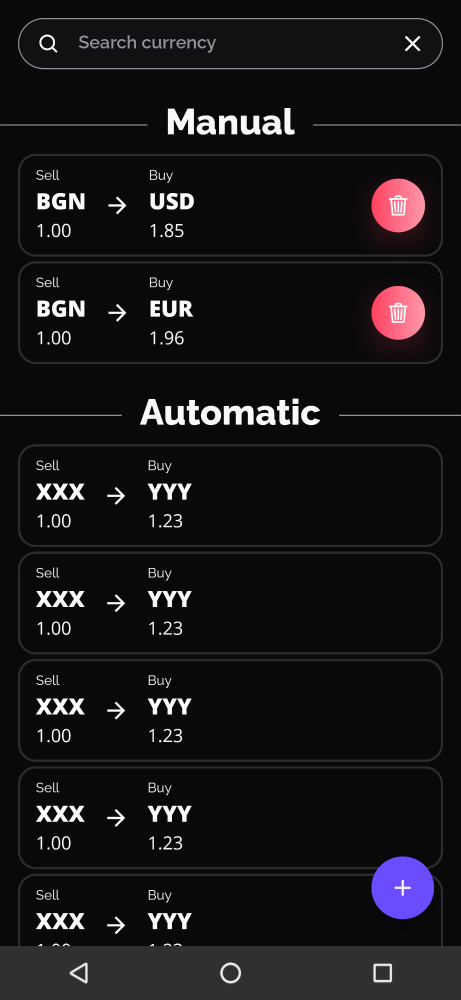 Search currency
Manual
Sell Buy
BGN → USD
1.00 1.85
Sell Buy
BGN → EUR
1.00 1.96
Automatic
Sell Buy
XXX → YYY
1.00 1.23
Sell Buy
XXX → YYY
1.00 1.23
Sell Buy
XXX → YYY
1.00 1.23
Sell Buy
XXX → YYY
1.00 1.23
Sell Buy
XXX → YYY